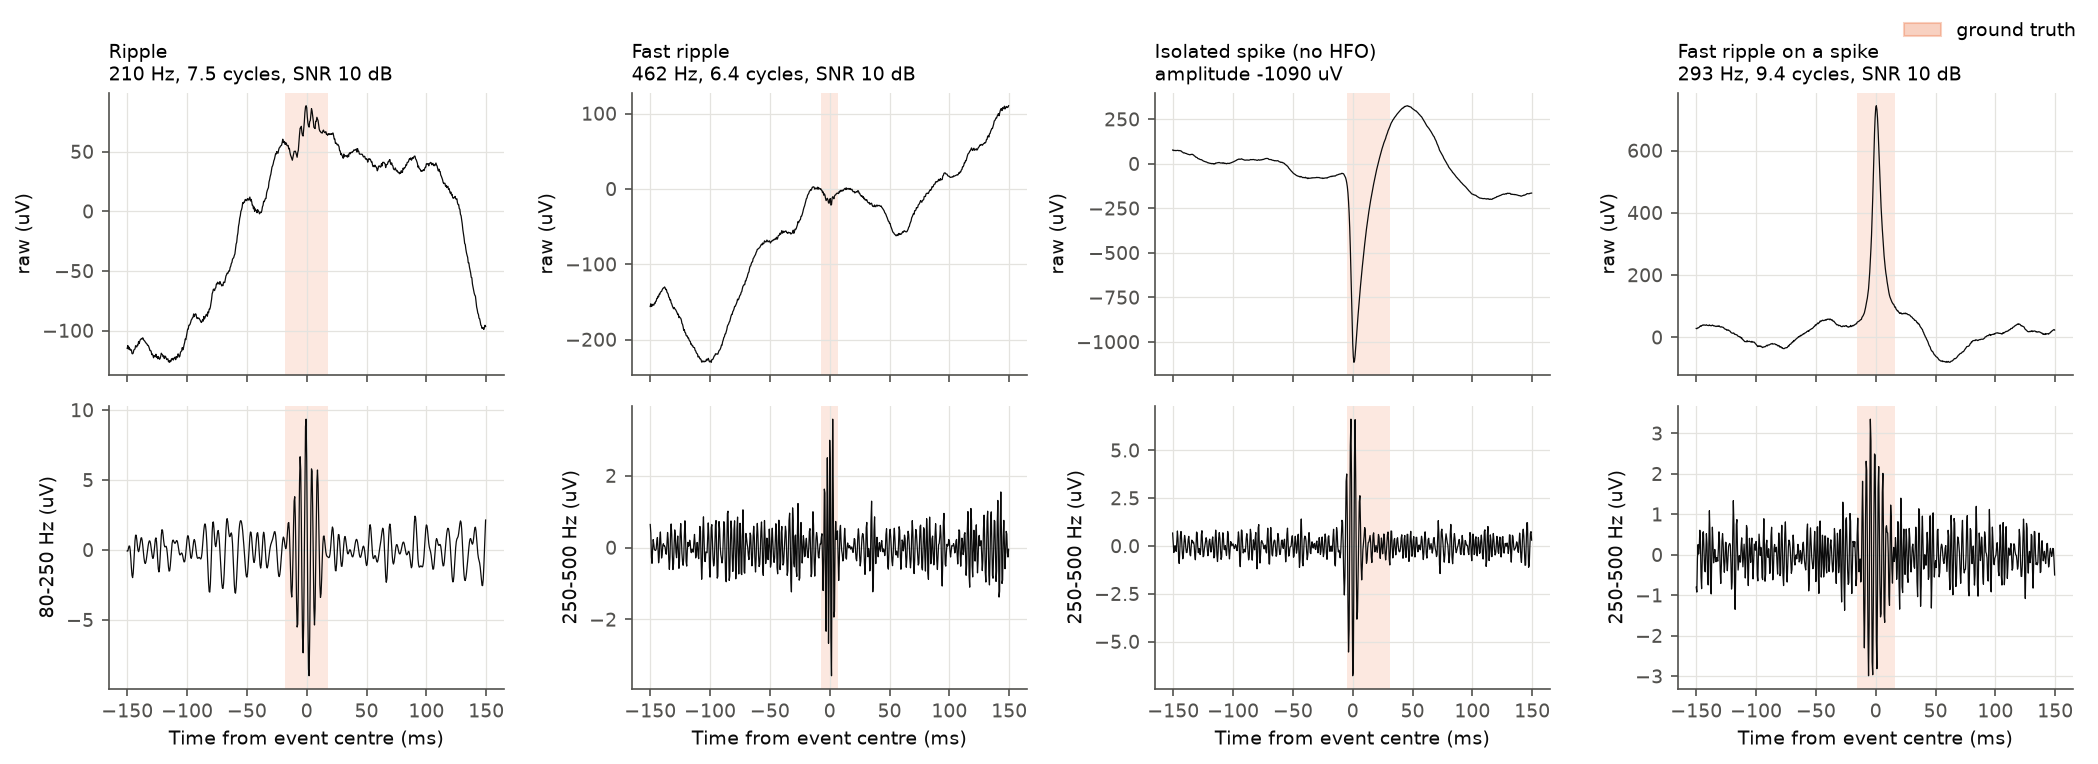 ground truth
Ripple
210 Hz, 7.5 cycles, SNR 10 dB
Fast ripple
462 Hz, 6.4 cycles, SNR 10 dB
Isolated spike (no HFO)
amplitude -1090 uV
Fast ripple on a spike
293 Hz, 9.4 cycles, SNR 10 dB
raw (uV)
50
0
−50
−100
raw (uV)
100
0
−100
−200
raw (uV)
250
0
−250
−500
−750
−1000
raw (uV)
600
400
200
0
80-250 Hz (uV)
10
5
0
−5
250-500 Hz (uV)
2
0
−2
250-500 Hz (uV)
5.0
2.5
0.0
−2.5
−5.0
250-500 Hz (uV)
3
2
1
0
−1
−2
−3
−150 −100 −50 0 50 100 150
−150 −100 −50 0 50 100 150
−150 −100 −50 0 50 100 150
−150 −100 −50 0 50 100 150
Time from event centre (ms)
Time from event centre (ms)
Time from event centre (ms)
Time from event centre (ms)